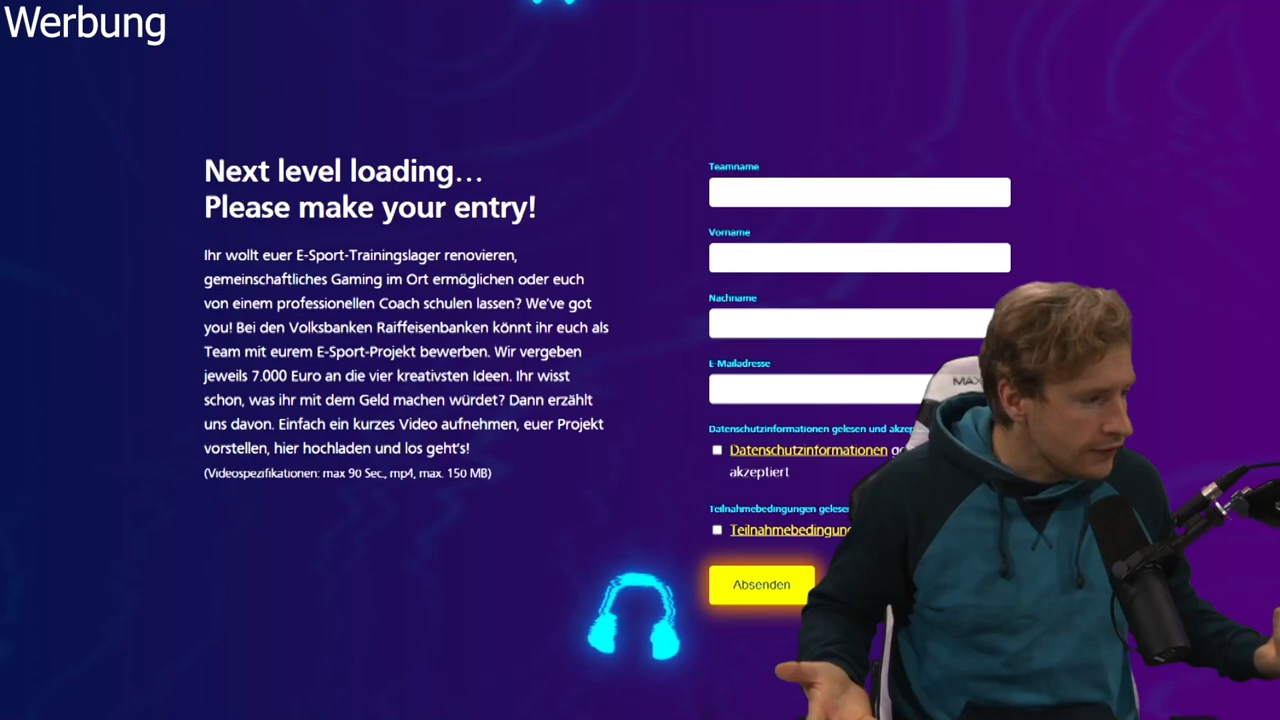 Werbung
Next level loading...
Please make your entry!
Ihr wollt euer E-Sport-Trainingslager renovieren,
gemeinschaftliches Gaming im Ort ermöglichen oder euch
von einem professionellen Coach schulen lassen? We've got
you! Bei den Volksbanken Raiffeisenbanken könnt ihr euch als
Team mit eurem E-Sport-Projekt bewerben. Wir vergeben
jeweils 7.000 Euro an die vier kreativsten Ideen. Ihr wisst
schon, was ihr mit dem Geld machen würdet? Dann erzählt
uns davon. Einfach ein kurzes Video aufnehmen, euer Projekt
vorstellen, hier hochladen und los geht's!
(Videospezifikationen: max 90 Sec., mp4, max. 150 MB)
Teamname
Vorname
Nachname
E-Mailadresse
Datenschutzinformationen gelesen und
Datenschutzinformationen
akzeptiert
Teilnahmebedingungen
Absenden
MAX